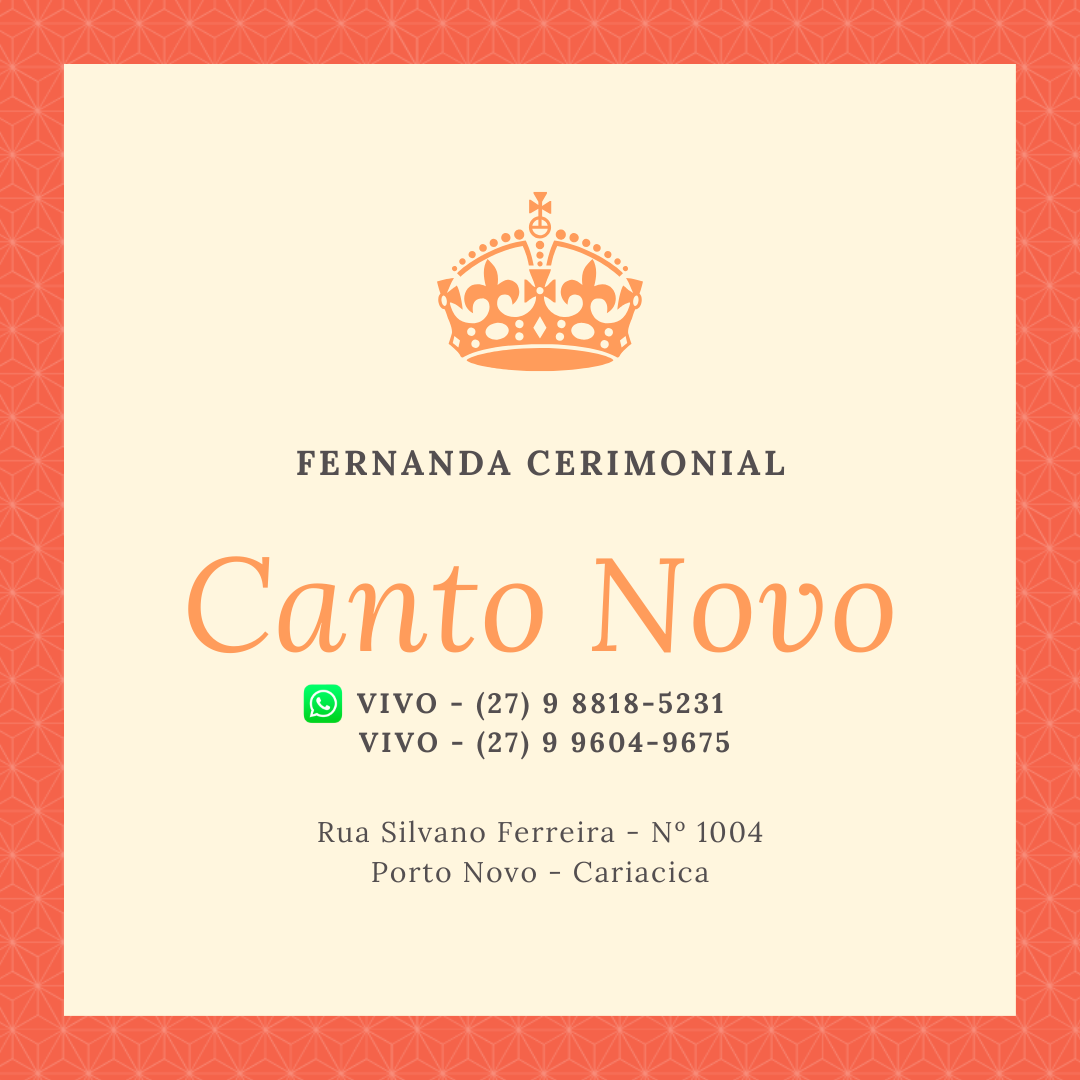 FERNANDA CERIMONIAL
Canto Novo
VIVO - (27) 9 8818-5231
VIVO - (27) 9 9604-9675
Rua Silvano Ferreira - Nº 1004
Porto Novo - Cariacica